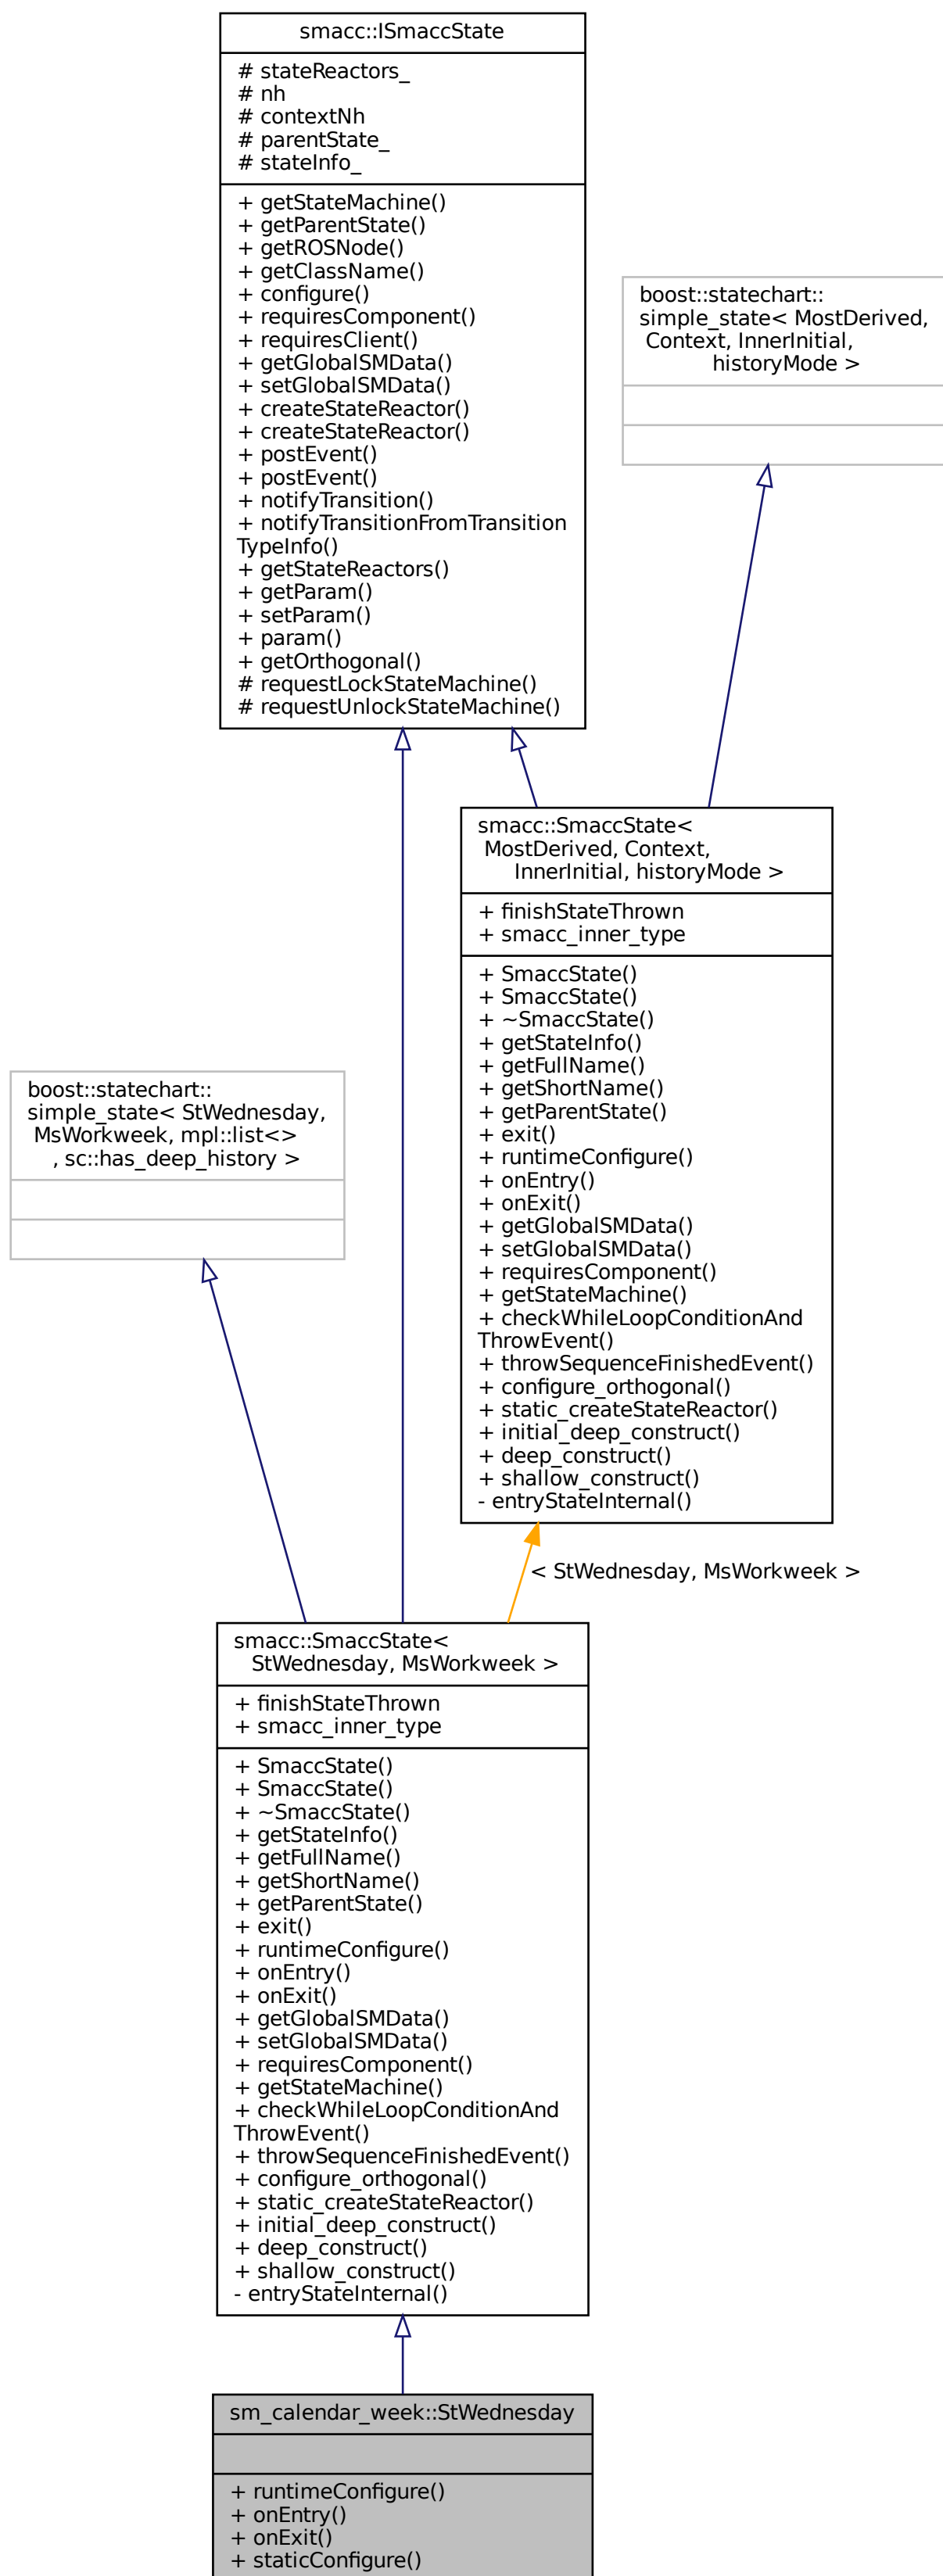 smacc::ISmaccState
# stateReactors_
# nh
# contextNh
# parentState_
# stateInfo_
+ getStateMachine()
+ getParentState()
+ getROSNode()
+ getClassName()
+ configure()
+ requiresComponent()
+ requiresClient()
+ getGlobalSMData()
+ setGlobalSMData()
+ createStateReactor()
+ createStateReactor()
+ postEvent()
+ postEvent()
+ notifyTransition()
+ notifyTransitionFromTransition
TypeInfo()
+ getStateReactors()
+ getParam()
+ setParam()
+ param()
+ getOrthogonal()
# requestLockStateMachine()
# requestUnlockStateMachine()
boost::statechart::
simple_state< MostDerived,
Context, InnerInitial,
historyMode >
smacc::SmaccState<
MostDerived, Context,
InnerInitial, historyMode >
+ finishStateThrown
+ smacc_inner_type
+ SmaccState()
+ SmaccState()
+ ~SmaccState()
+ getStateInfo()
+ getFullName()
+ getShortName()
+ getParentState()
+ exit()
+ runtimeConfigure()
+ onEntry()
+ onExit()
+ getGlobalSMData()
+ setGlobalSMData()
+ requiresComponent()
+ getStateMachine()
+ checkWhileLoopConditionAnd
ThrowEvent()
+ throwSequenceFinishedEvent()
+ configure_orthogonal()
+ static_createStateReactor()
+ initial_deep_construct()
+ deep_construct()
+ shallow_construct()
- entryStateInternal()
boost::statechart::
simple_state< StWednesday,
MsWorkweek, mpl::list<>
, sc::has_deep_history >
< StWednesday, MsWorkweek >
smacc::SmaccState<
StWednesday, MsWorkweek >
+ finishStateThrown
+ smacc_inner_type
+ SmaccState()
+ SmaccState()
+ ~SmaccState()
+ getStateInfo()
+ getFullName()
+ getShortName()
+ getParentState()
+ exit()
+ runtimeConfigure()
+ onEntry()
+ onExit()
+ getGlobalSMData()
+ setGlobalSMData()
+ requiresComponent()
+ getStateMachine()
+ checkWhileLoopConditionAnd
ThrowEvent()
+ throwSequenceFinishedEvent()
+ configure_orthogonal()
+ static_createStateReactor()
+ initial_deep_construct()
+ deep_construct()
+ shallow_construct()
- entryStateInternal()
sm_calendar_week::StWednesday
+ runtimeConfigure()
+ onEntry()
+ onExit()
+ staticConfigure()